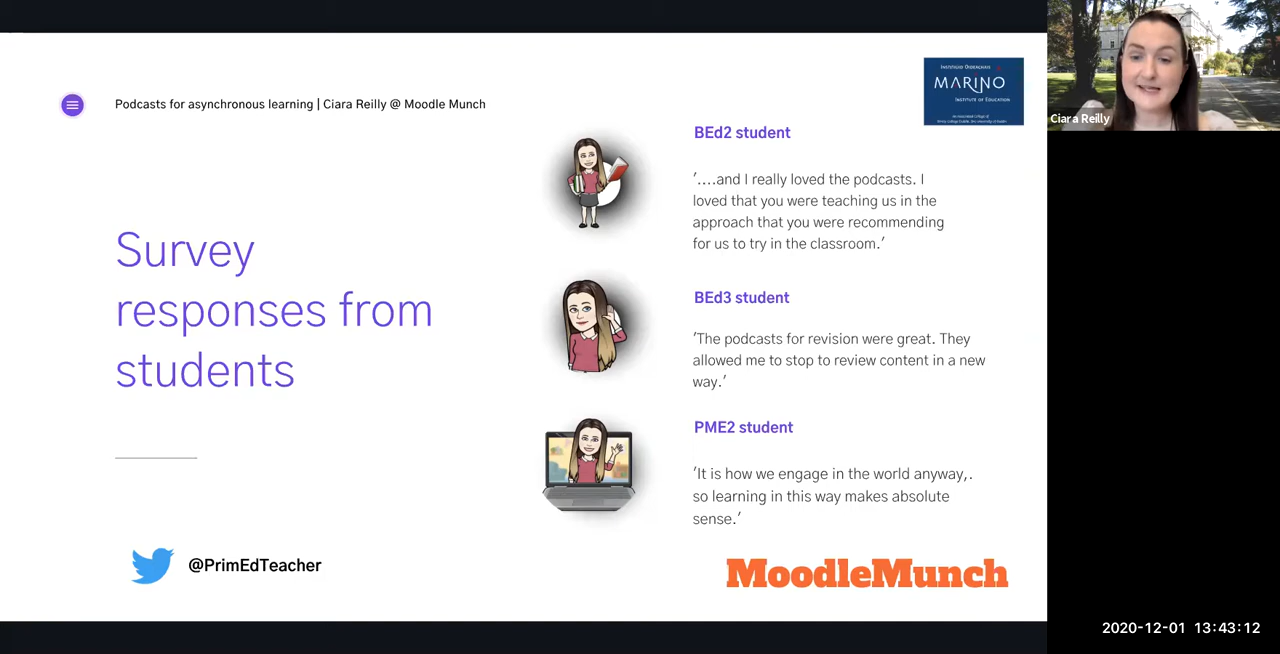 Podcasts for asynchronous learning | Ciara Reilly @ Moodle Munch
INSTITIÚID OIDEACHAIS
MARINO
INSTITUTE OF EDUCATION
Ciara Reilly
Survey
responses from
students
BEd2 student
'....and I really loved the podcasts. I
loved that you were teaching us in the
approach that you were recommending
for us to try in the classroom.'
BEd3 student
'The podcasts for revision were great. They
allowed me to stop to review content in a new
way.'
PME2 student
'It is how we engage in the world anyway,.
so learning in this way makes absolute
sense.'
@PrimEdTeacher
MoodleMunch
2020-12-01 13:43:12